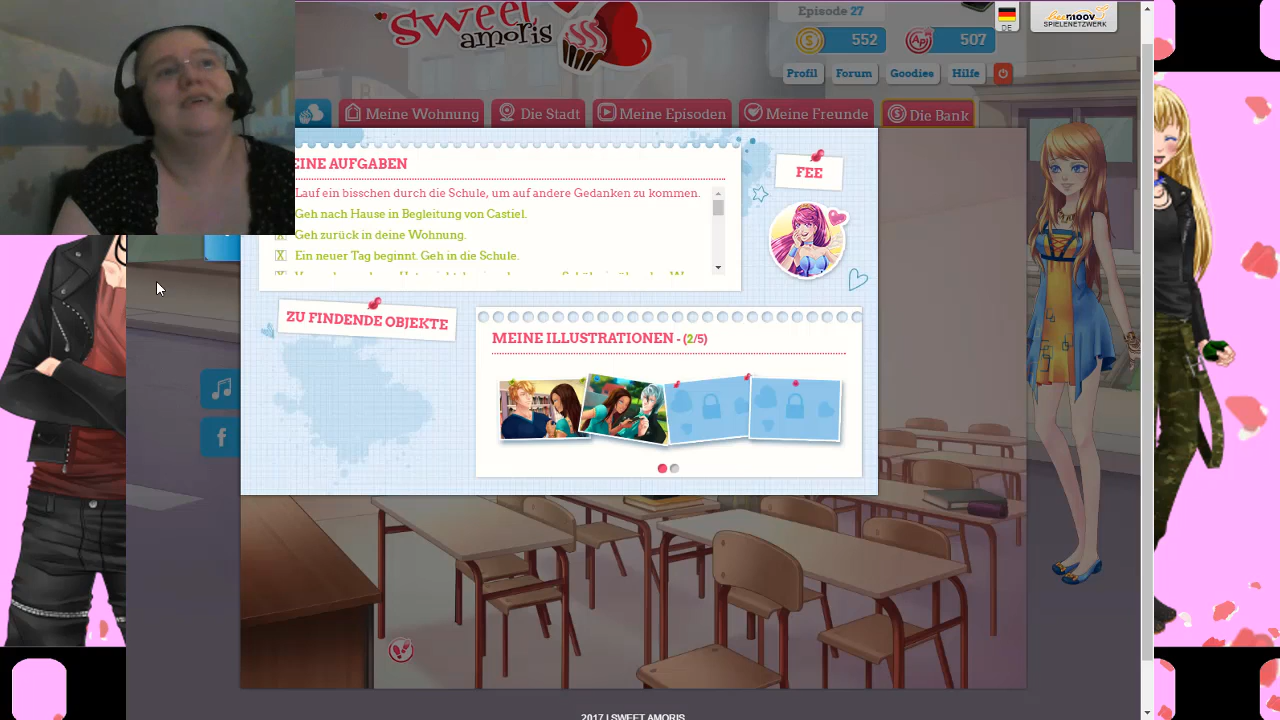 Sweet
amoris
Episode 27
552
507
DE
beemoov
SPIELENETZWERK
Profil
Forum
Goodies
Hilfe
Meine Wohnung
Die Stadt
Meine Episoden
Meine Freunde
Die Bank
EINE AUFGABEN
Lauf ein bisschen durch die Schule, um auf andere Gedanken zu kommen.
X Geh nach Hause in Begleitung von Castiel.
X Geh zurück in deine Wohnung.
X Ein neuer Tag beginnt. Geh in die Schule.
FEE
ZU FINDENDE OBJEKTE
MEINE ILLUSTRATIONEN - (2/5)
2017 | SWEET AMORIS